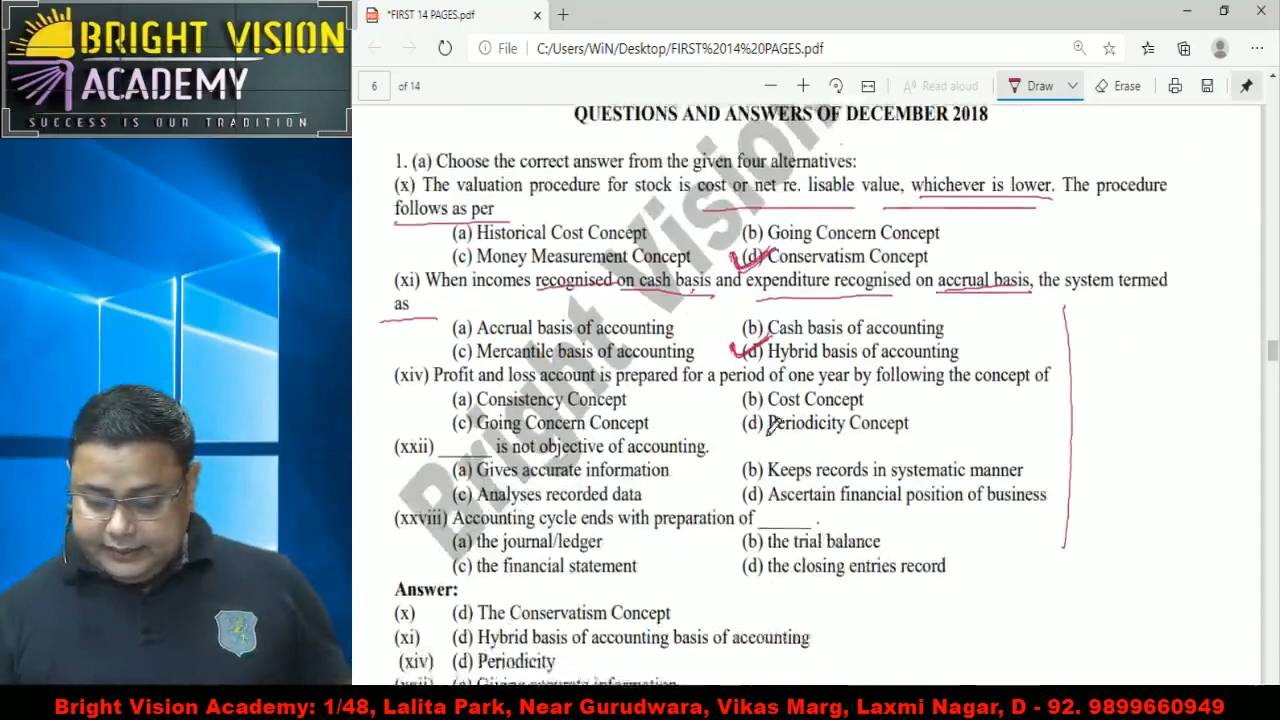 BRIGHT VISION
ACADEMY
SUCCESS IS OUR TRADITION
*FIRST 14 PAGES.pdf
File C:/Users/WiN/Desktop/FIRST%2014%20PAGES.pdf
6 of 14
Read aloud
Draw
Erase
QUESTIONS AND ANSWERS OF DECEMBER 2018
1. (a) Choose the correct answer from the given four alternatives:
(x) The valuation procedure for stock is cost or net re. lisable value, whichever is lower. The procedure
follows as per
(a) Historical Cost Concept (b) Going Concern Concept
(c) Money Measurement Concept (d) Conservatism Concept
(xi) When incomes recognised on cash basis and expenditure recognised on accrual basis, the system termed
as
(a) Accrual basis of accounting (b) Cash basis of accounting
(c) Mercantile basis of accounting (d) Hybrid basis of accounting
(xiv) Profit and loss account is prepared for a period of one year by following the concept of
(a) Consistency Concept (b) Cost Concept
(c) Going Concern Concept (d) Periodicity Concept
(xxii) ______ is not objective of accounting.
(a) Gives accurate information (b) Keeps records in systematic manner
(c) Analyses recorded data (d) Ascertain financial position of business
(xxviii) Accounting cycle ends with preparation of ______ .
(a) the journal/ledger (b) the trial balance
(c) the financial statement (d) the closing entries record
Answer:
(x) (d) The Conservatism Concept
(xi) (d) Hybrid basis of accounting basis of accounting
(xiv) (d) Periodicity
Bright Vision
Bright Vision Academy: 1/48, Lalita Park, Near Gurudwara, Vikas Marg, Laxmi Nagar, D - 92. 9899660949